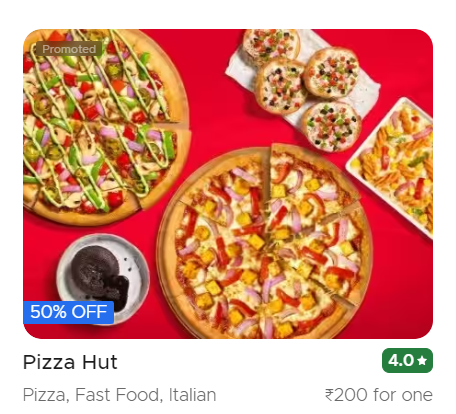 Promoted
50% OFF
Pizza Hut
4.0★
Pizza, Fast Food, Italian
₹200 for one